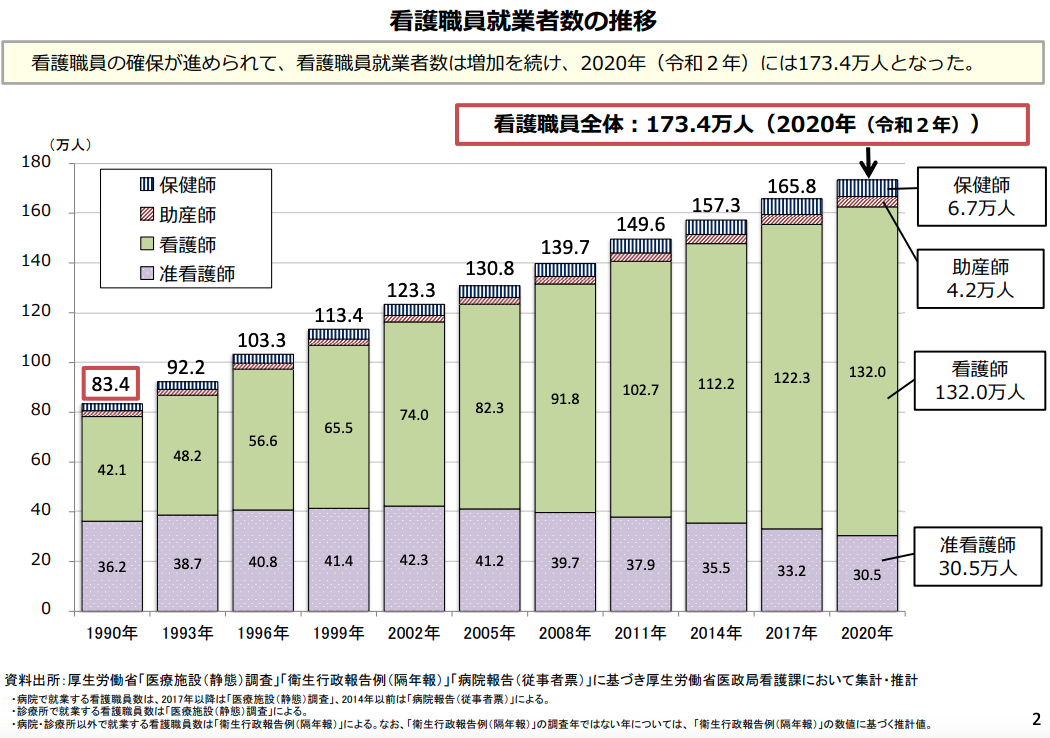 看護職員就業者数の推移
看護職員の確保が進められて、看護職員就業者数は増加を続け、2020年（令和２年）には173.4万人となった。
看護職員全体：173.4万人（2020年（令和２年））
（万人）
180
160
140
120
100
80
60
40
20
0
保健師
助産師
看護師
准看護師
83.4
92.2
103.3
113.4
123.3
130.8
139.7
149.6
157.3
165.8
42.1
48.2
56.6
65.5
74.0
82.3
91.8
102.7
112.2
122.3
132.0
36.2
38.7
40.8
41.4
42.3
41.2
39.7
37.9
35.5
33.2
30.5
保健師
6.7万人
助産師
4.2万人
看護師
132.0万人
准看護師
30.5万人
1990年
1993年
1996年
1999年
2002年
2005年
2008年
2011年
2014年
2017年
2020年
資料出所：厚生労働省「医療施設（静態）調査」「衛生行政報告例（隔年報）」「病院報告（従事者票）」に基づき厚生労働省医政局看護課において集計・推計
・病院で就業する看護職員数は、2017年以降は「医療施設（静態）調査」、2014年以前は「病院報告（従事者票）」による。
・診療所で就業する看護職員数は「医療施設（静態）調査」による。
・病院・診療所以外で就業する看護職員数は「衛生行政報告例（隔年報）」による。なお、「衛生行政報告例（隔年報）」の調査年ではない年については、「衛生行政報告例（隔年報）」の数値に基づく推計値。
2